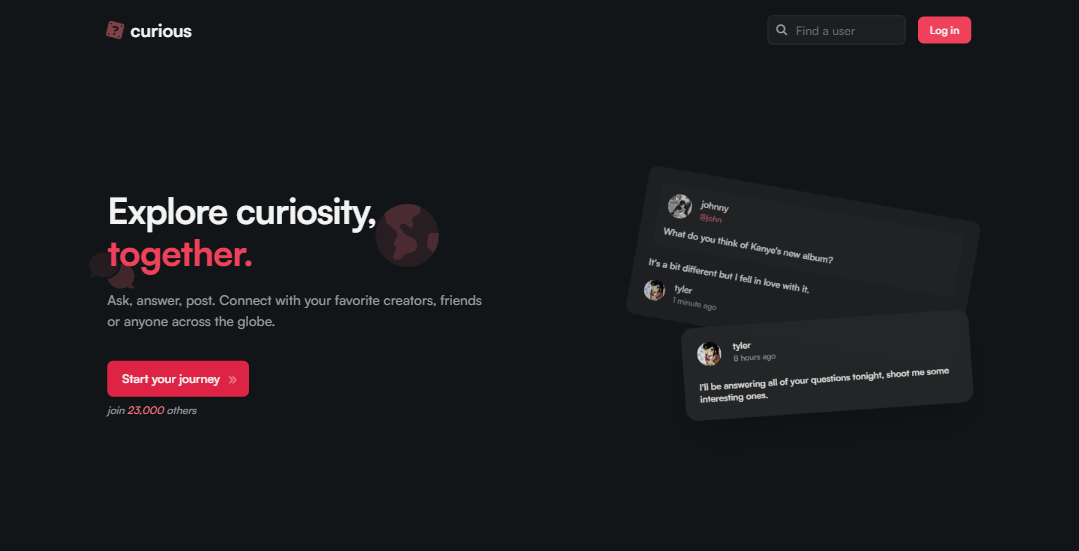 curious
Find a user
Log in
Explore curiosity,
together.
Ask, answer, post. Connect with your favorite creators, friends
or anyone across the globe.
Start your journey »
join 23,000 others
johnny
@john
What do you think of Kanye's new album?
It's a bit different but I fell in love with it.
tyler
1 minute ago
tyler
8 hours ago
I'll be answering all of your questions tonight, shoot me some
interesting ones.